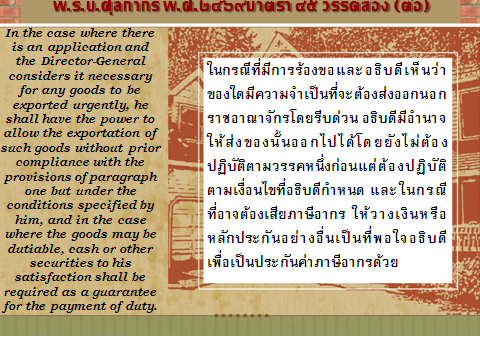 พ.ร.บ.ศุลกากร พ.ศ.๒๔๖๙มาตรา ๔๕ วรรคสอง (ต่อ)
In the case where there
is an application and
the Director-General
considers it necessary
for any goods to be
exported urgently, he
shall have the power to
allow the exportation of
such goods without prior
compliance with the
provisions of paragraph
one but under the
conditions specified by
him, and in the case
where the goods may be
dutiable, cash or other
securities to his
satisfaction shall be
required as a guarantee
for the payment of duty.
ในกรณีที่มีการร้องขอและอธิบดีเห็นว่า
ของใดมีความจำเป็นที่จะต้องส่งออกนอก
ราชอาณาจักรโดยรีบด่วน อธิบดีมีอำนาจ
ให้ส่งของนั้นออกไปได้โดยยังไม่ต้อง
ปฏิบัติตามวรรคหนึ่งก่อนแต่ต้องปฏิบัติ
ตามเงื่อนไขที่อธิบดีกำหนด และในกรณี
ที่อาจต้องเสียภาษีอากร ให้วางเงินหรือ
หลักประกันอย่างอื่นเป็นที่พอใจอธิบดี
เพื่อเป็นประกันค่าภาษีอากรด้วย